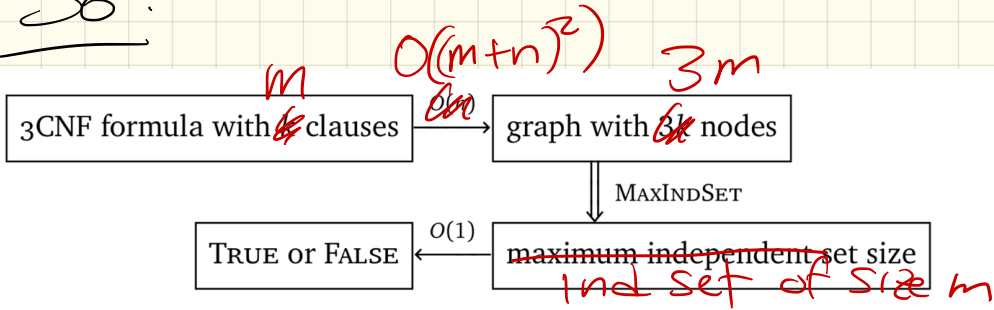 O((m+n)²)
m 3m
3CNF formula with clauses graph with 3k nodes
MAXINDSET
O(1)
TRUE or FALSE maximum independent set size
ind set of size m